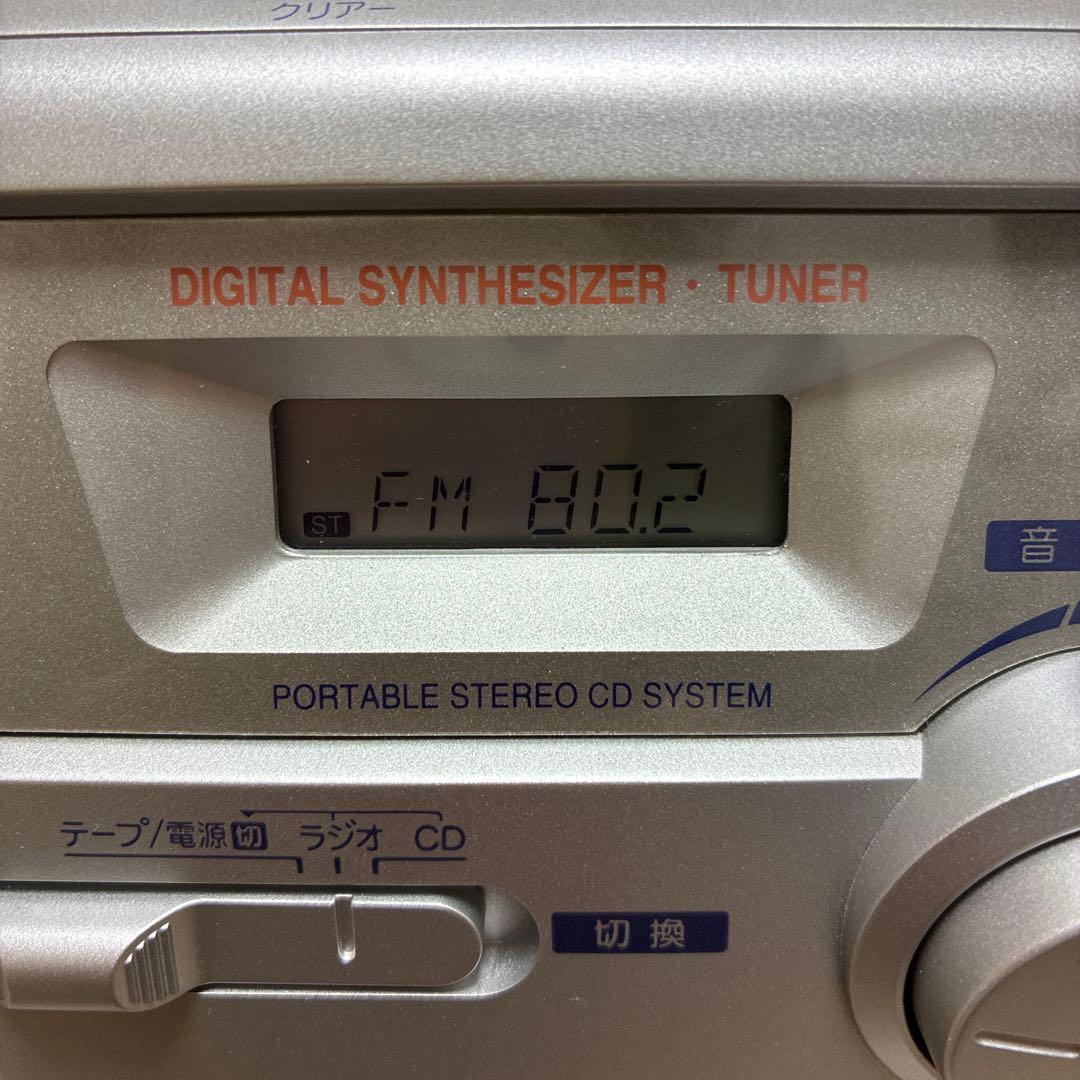 クリアー
DIGITAL SYNTHESIZER・TUNER
ST FM 80.2
音
PORTABLE STEREO CD SYSTEM
テープ/電源切 ラジオ CD
切換